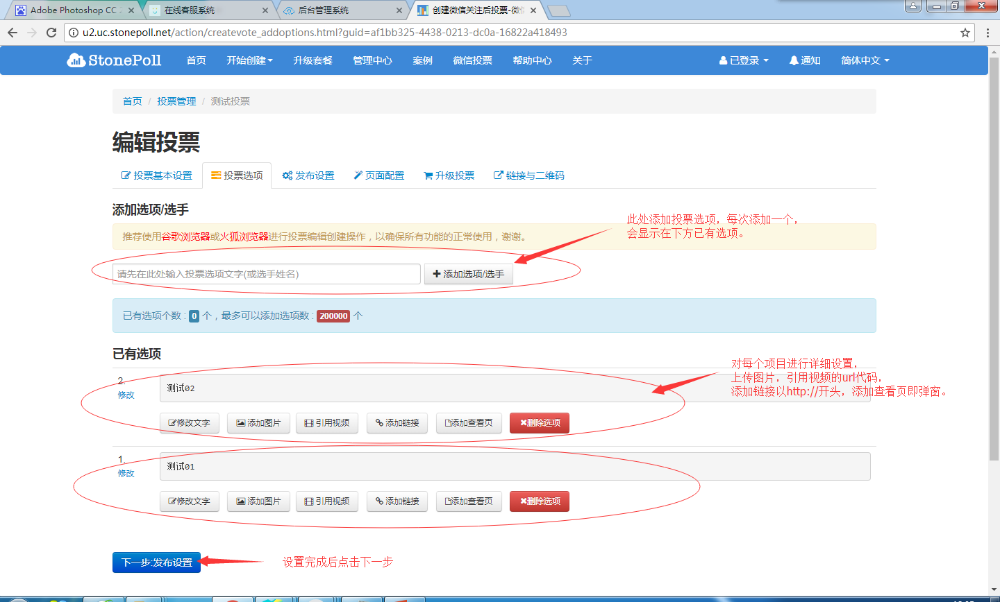 Adobe Photoshop CC 2
在线客服系统
后台管理系统
创建微信关注后投票-微信
u2.uc.stonepoll.net/action/createvote_addoptions.html?guid=af1bb325-4438-0213-dc0a-16822a418493
StonePoll 首页 开始创建 升级套餐 管理中心 案例 微信投票 帮助中心 关于 已登录 通知 简体中文
首页 / 投票管理 / 测试投票
编辑投票
投票基本设置 投票选项 发布设置 页面配置 升级投票 链接与二维码
添加选项/选手
此处添加投票选项，每次添加一个，
会显示在下方已有选项。
推荐使用谷歌浏览器或火狐浏览器进行投票编辑创建操作，以确保所有功能的正常使用，谢谢。
请先在此处输入投票选项文字(或选手姓名) 添加选项/选手
已有选项个数 : 0 个，最多可以添加选项数 : 200000 个
已有选项
对每个项目进行详细设置，
上传图片，引用视频的url代码，
添加链接以http://开头，添加查看页即弹窗。
2. 测试02
修改
修改文字 添加图片 引用视频 添加链接 添加查看页 删除选项
1. 测试01
修改
修改文字 添加图片 引用视频 添加链接 添加查看页 删除选项
下一步:发布设置 设置完成后点击下一步